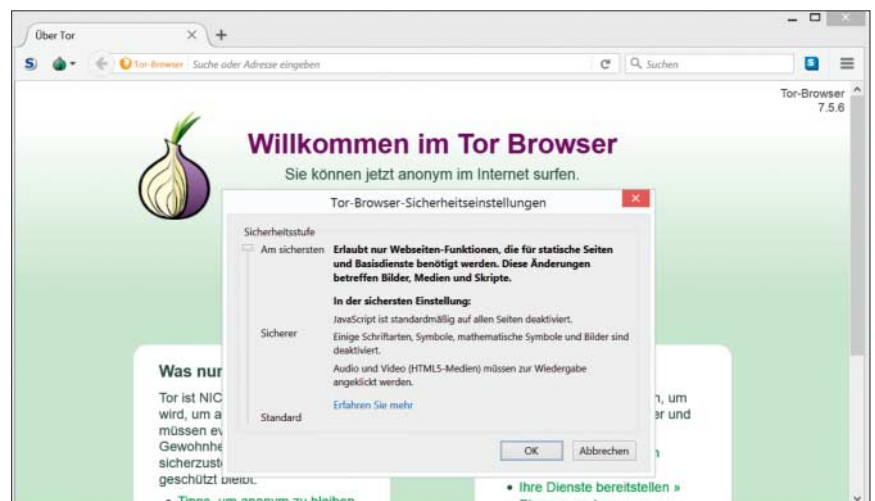 Über Tor
Tor-Browser Suche oder Adresse eingeben
Suchen
Tor-Browser
7.5.6
Willkommen im Tor Browser
Sie können jetzt anonym im Internet surfen.
Tor-Browser-Sicherheitseinstellungen
Sicherheitsstufe
Am sichersten
Erlaubt nur Webseiten-Funktionen, die für statische Seiten
und Basisdienste benötigt werden. Diese Änderungen
betreffen Bilder, Medien und Skripte.
In der sichersten Einstellung:
JavaScript ist standardmäßig auf allen Seiten deaktiviert.
Sicherer
Einige Schriftarten, Symbole, mathematische Symbole und Bilder sind
deaktiviert.
Audio und Video (HTML5-Medien) müssen zur Wiedergabe
angeklickt werden.
Erfahren Sie mehr
Standard
OK
Abbrechen
Was nur
Tor ist NIC
wird, um a
müssen ev
Gewohnhe
sicherzust
geschützt bleibt.
, um
er und
Ihre Dienste bereitstellen »